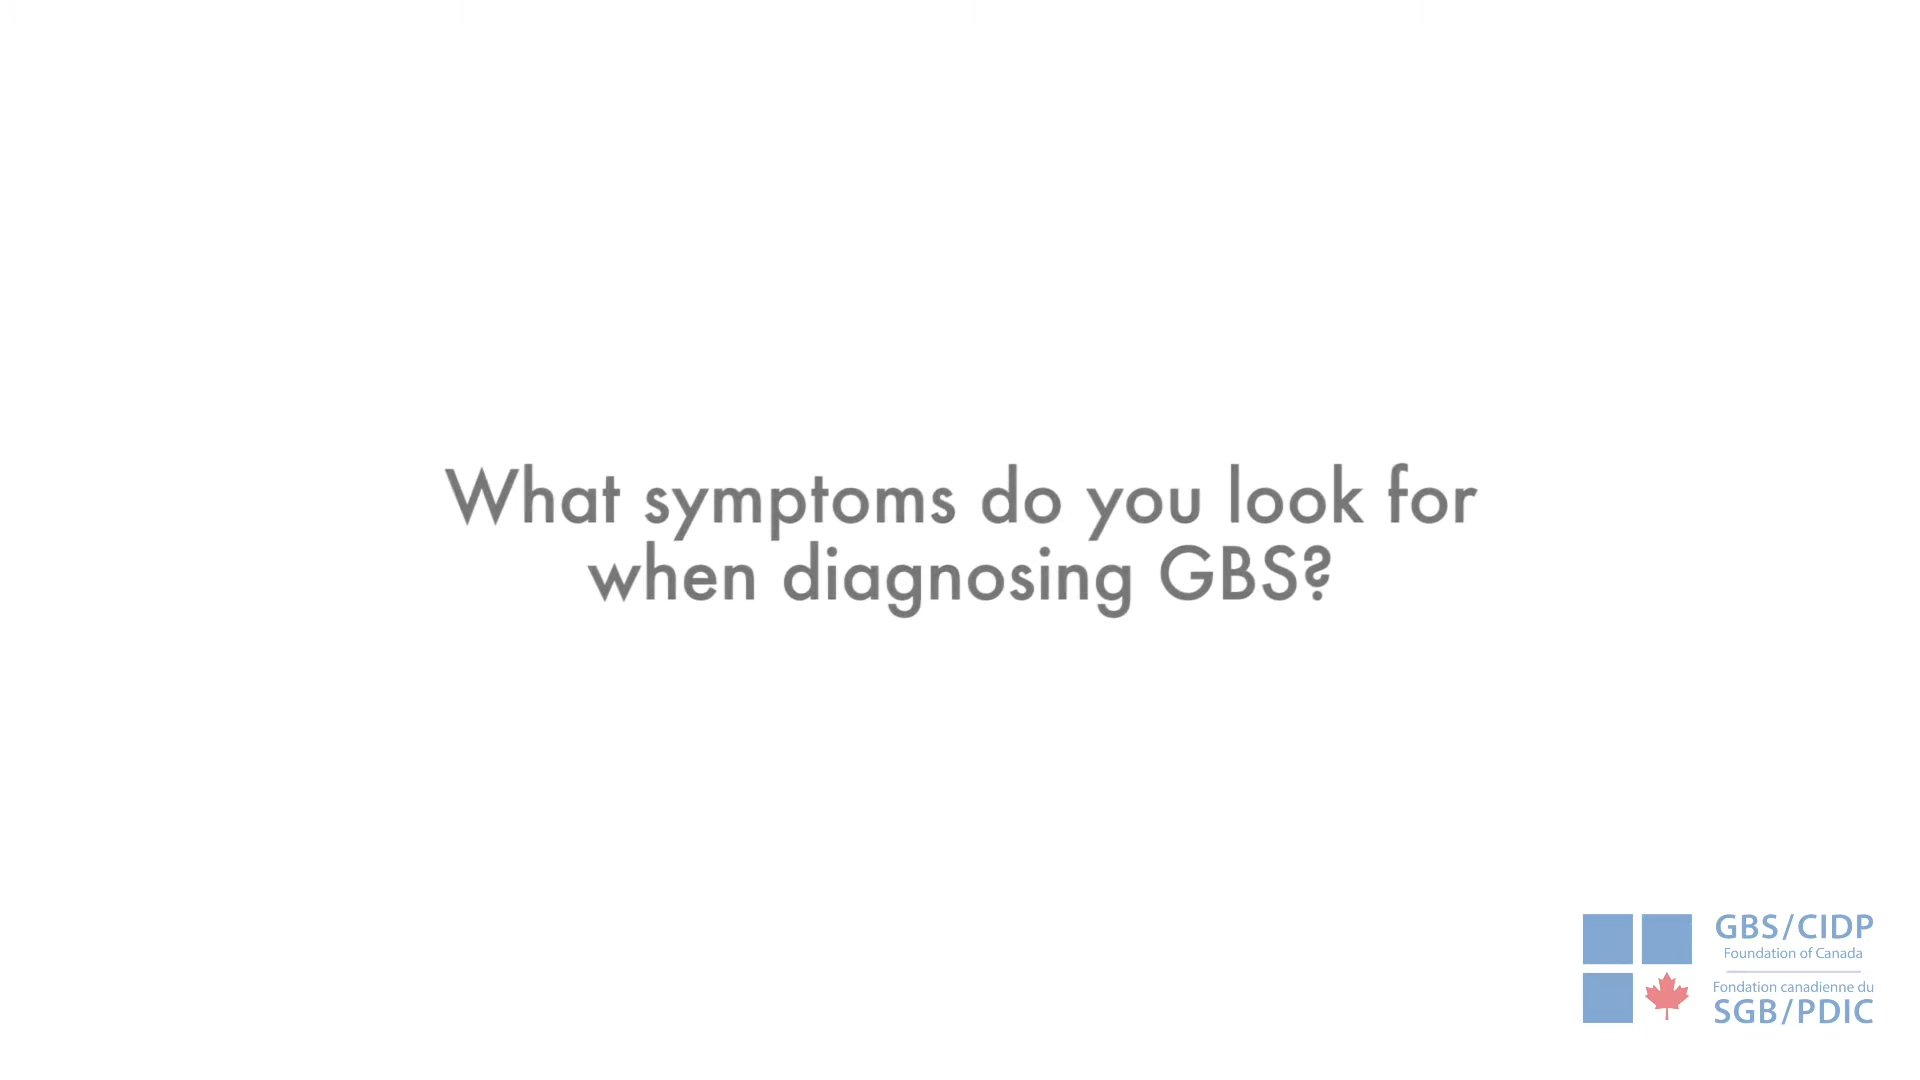 What symptoms do you look for
when diagnosing GBS?
GBS/CIDP
Foundation of Canada
Fondation canadienne du
SGB/PDIC